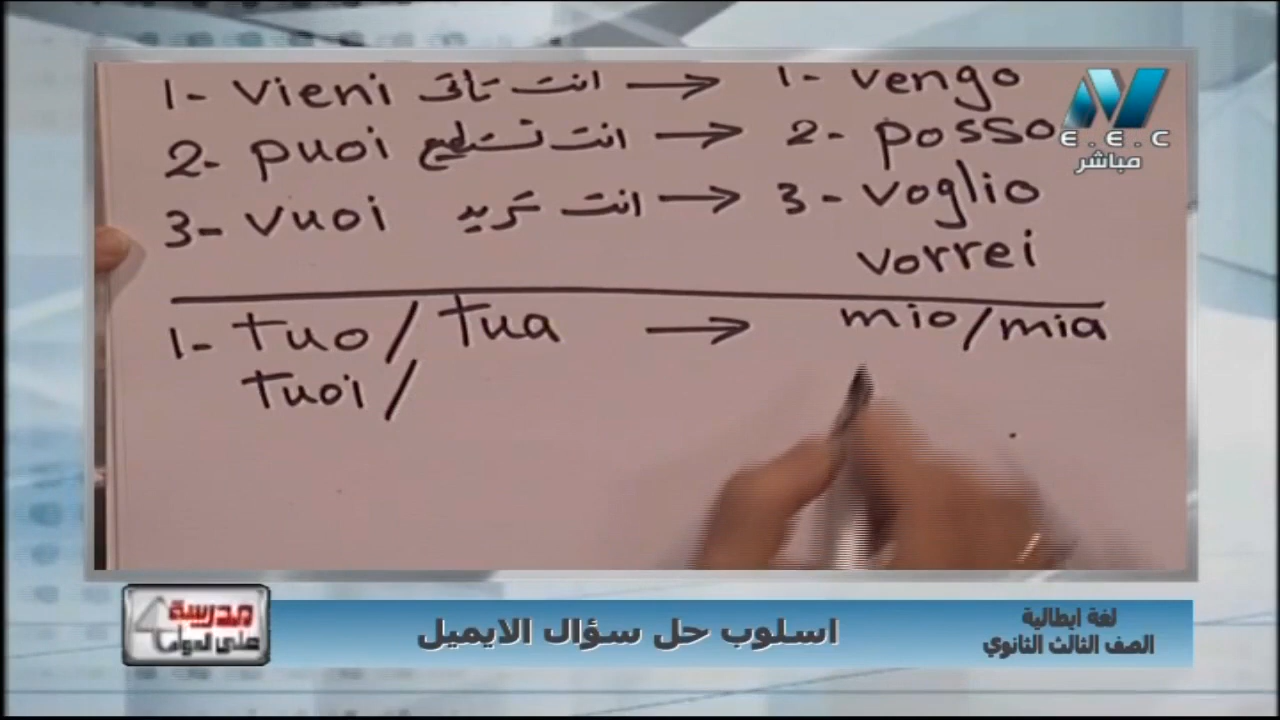 1- vieni انت تأتى → 1- vengo
2- puoi انت تستطيع → 2- posso
3- vuoi انت تريد → 3- voglio
vorrei
1- tuo / tua → mio/mia
tuoi /
E.E.C
مباشر
مدرسة
على الهواء
اسلوب حل سؤال الايميل
لغة ايطالية
الصف الثالث الثانوي